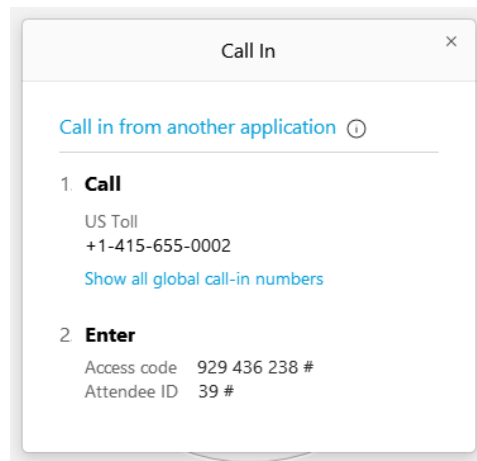 Call In
Call in from another application
1. Call
US Toll
+1-415-655-0002
Show all global call-in numbers
2. Enter
Access code 929 436 238 #
Attendee ID 39 #